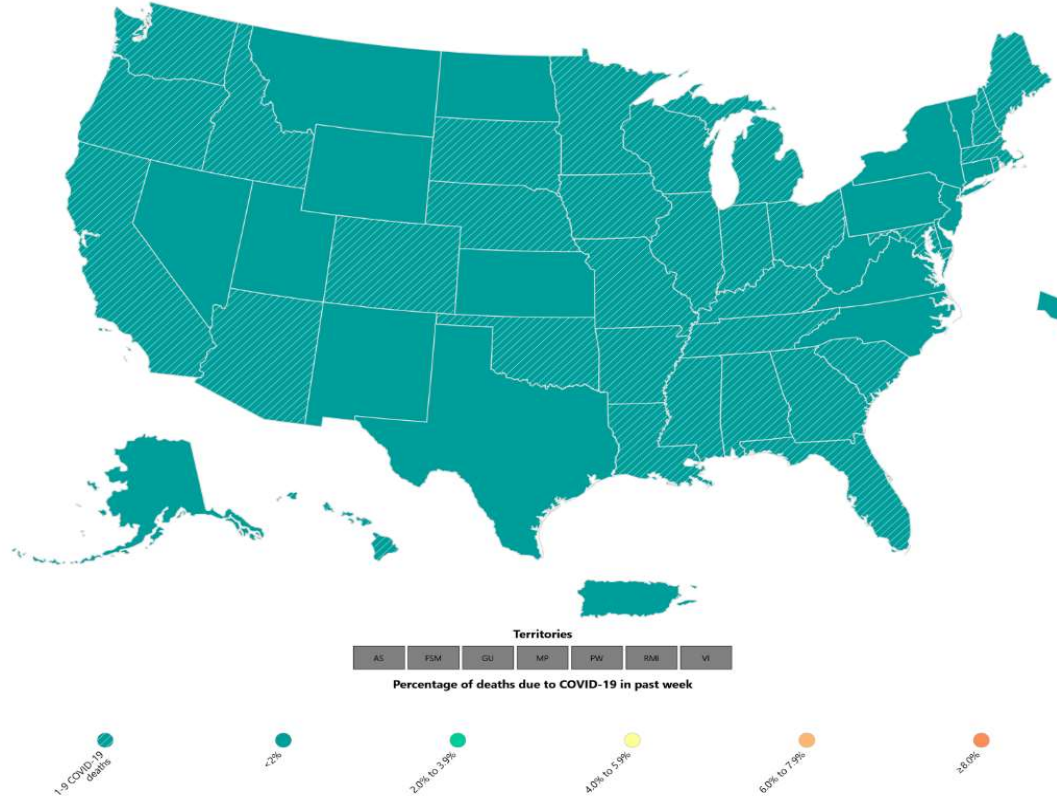 Territories
AS FSM GU MP PW RMI VI
Percentage of deaths due to COVID-19 in past week
1-9 COVID-19
deaths
<2%
2.0% to 3.9%
4.0% to 5.9%
6.0% to 7.9%
≥8.0%